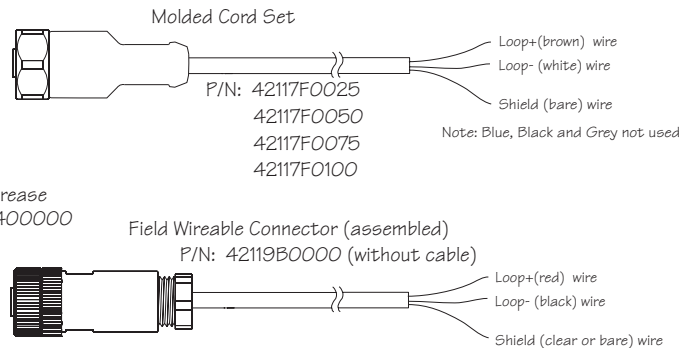 Molded Cord Set
Loop+(brown) wire
Loop- (white) wire
Shield (bare) wire
P/N: 42117F0025
42117F0050
42117F0075
42117F0100
Note: Blue, Black and Grey not used
rease
400000
Field Wireable Connector (assembled)
P/N: 42119B0000 (without cable)
Loop+(red) wire
Loop- (black) wire
Shield (clear or bare) wire